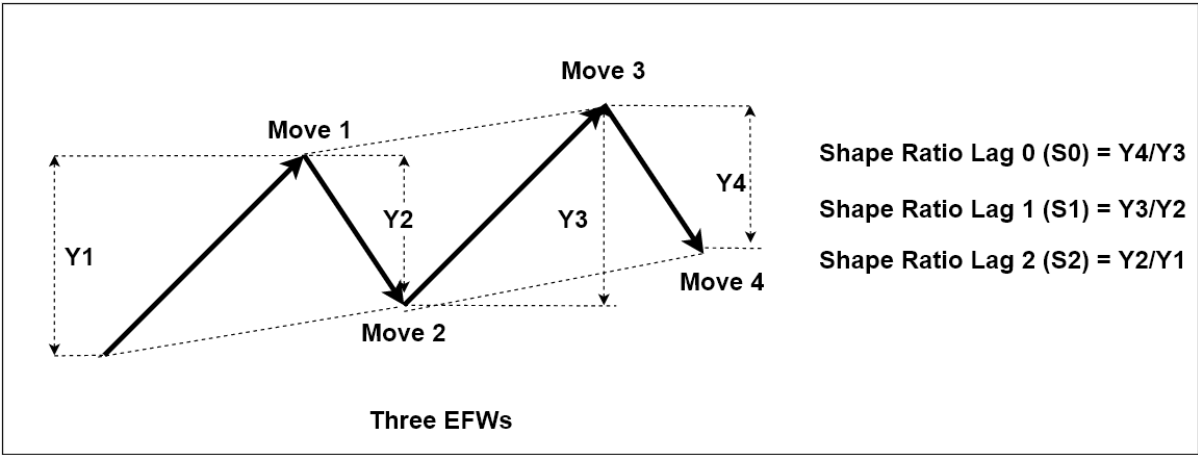 Move 3
Move 1
Shape Ratio Lag 0 (S0) = Y4/Y3
Y4
Shape Ratio Lag 1 (S1) = Y3/Y2
Y2
Y3
Y1
Shape Ratio Lag 2 (S2) = Y2/Y1
Move 4
Move 2
Three EFWs